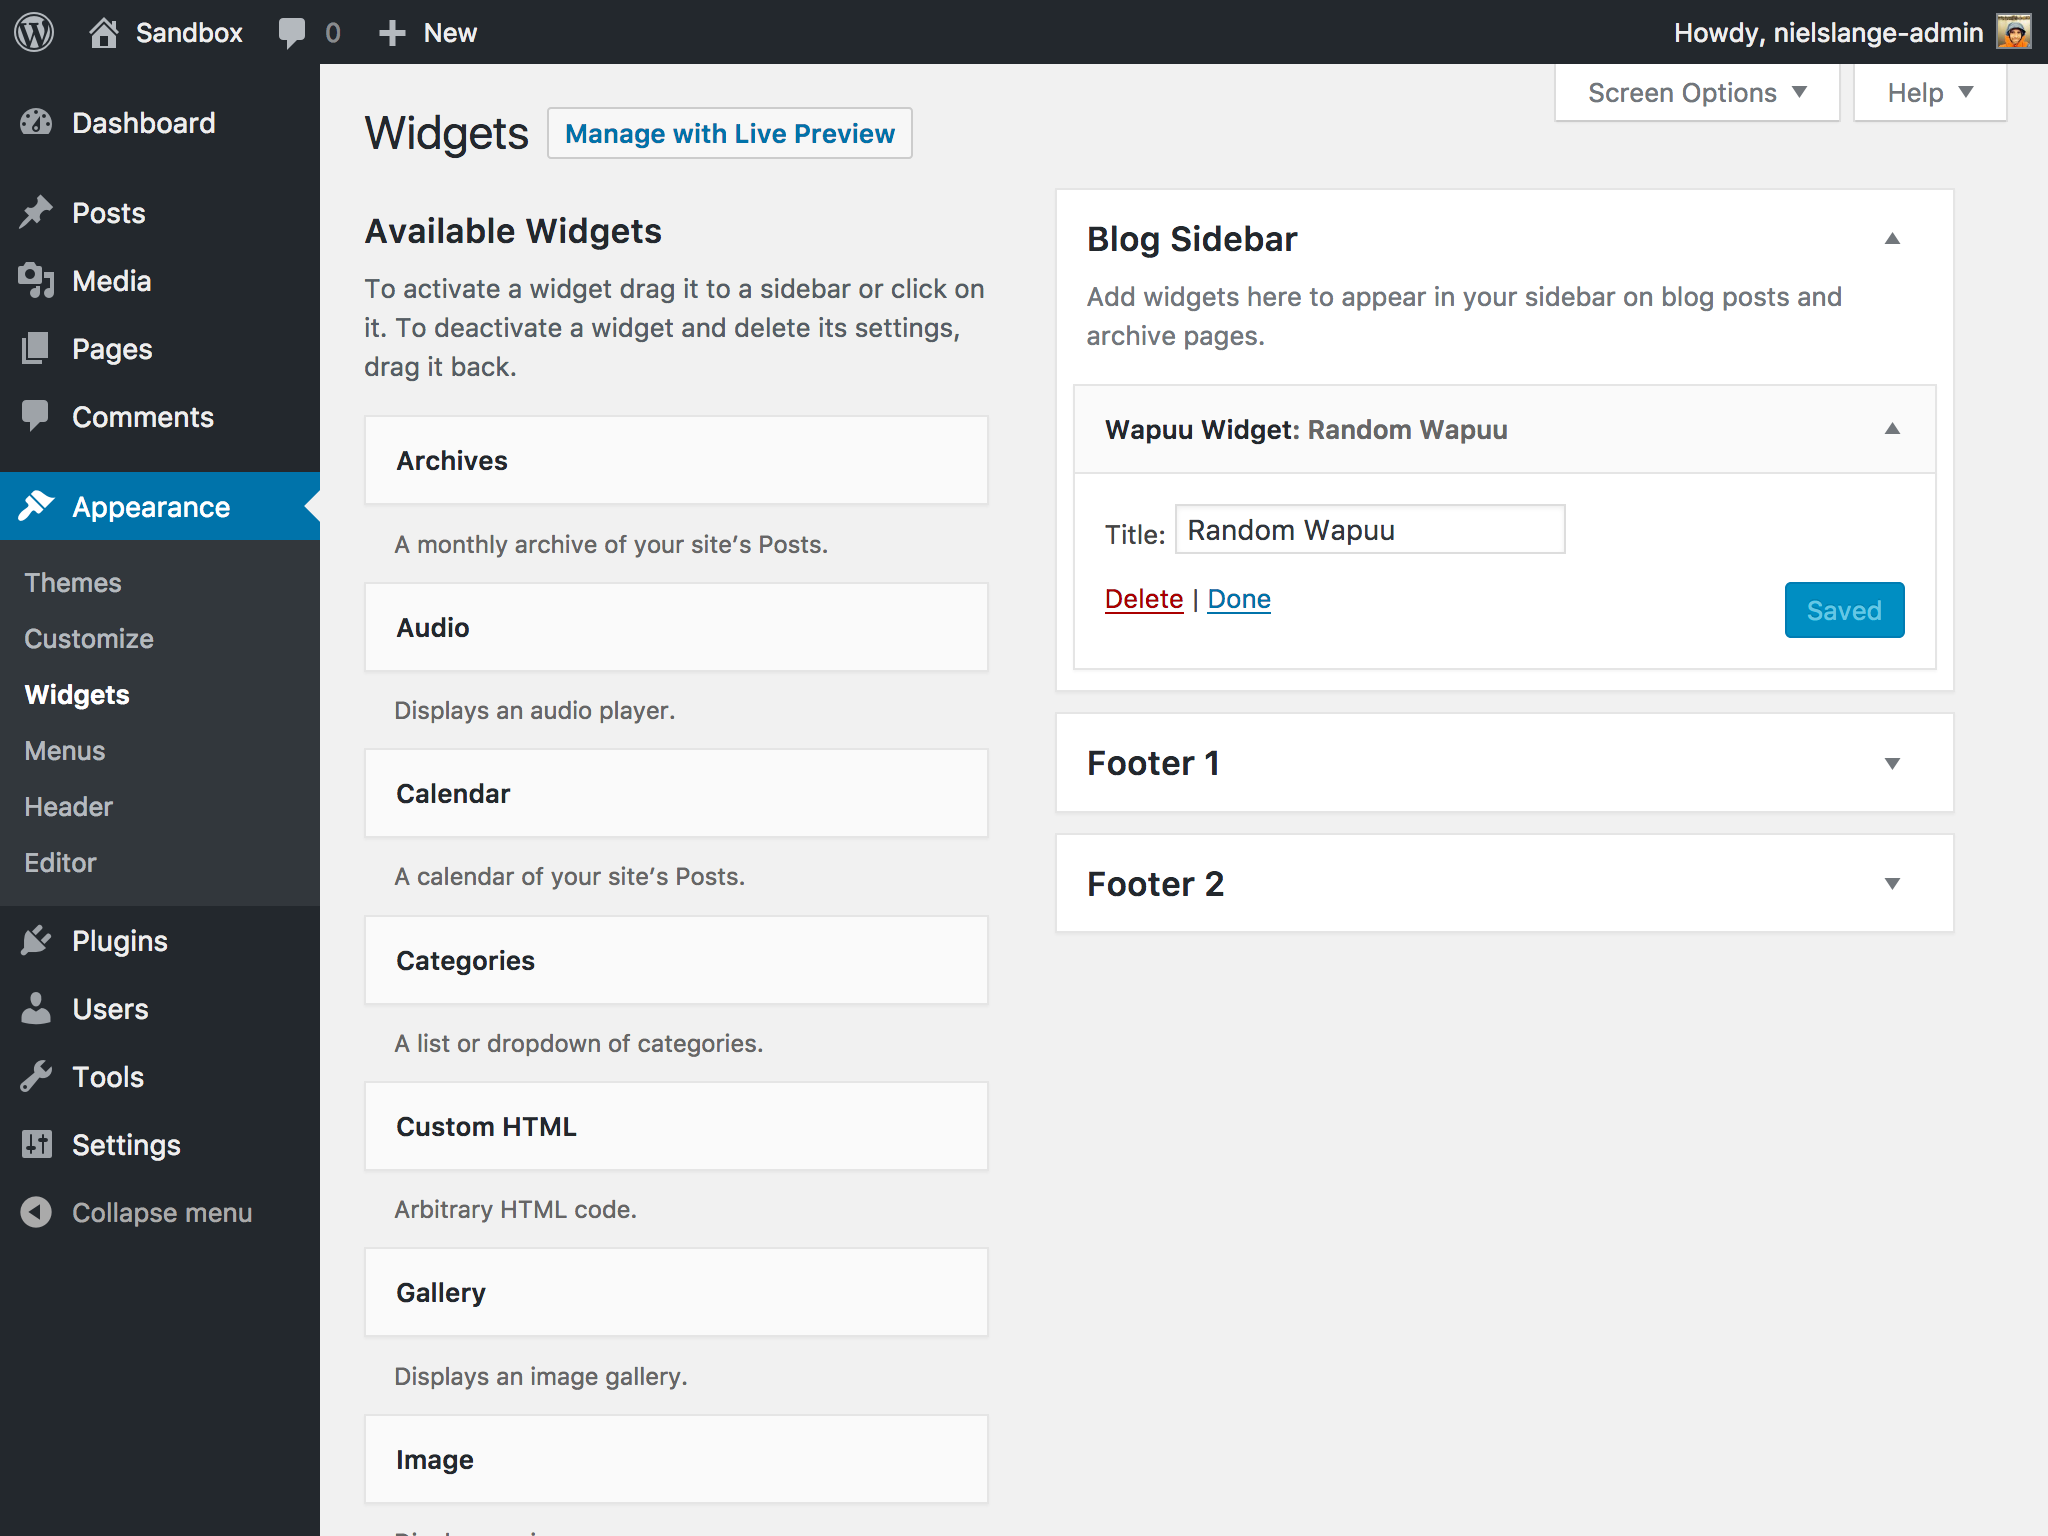 Sandbox
0
New
Howdy, nielslange-admin
Screen Options
Help
Dashboard
Posts
Media
Pages
Comments
Appearance
Themes
Customize
Widgets
Menus
Header
Editor
Plugins
Users
Tools
Settings
Collapse menu
Widgets
Manage with Live Preview
Available Widgets
To activate a widget drag it to a sidebar or click on
it. To deactivate a widget and delete its settings,
drag it back.
Archives
A monthly archive of your site’s Posts.
Audio
Displays an audio player.
Calendar
A calendar of your site’s Posts.
Categories
A list or dropdown of categories.
Custom HTML
Arbitrary HTML code.
Gallery
Displays an image gallery.
Image
Blog Sidebar
Add widgets here to appear in your sidebar on blog posts and
archive pages.
Wapuu Widget: Random Wapuu
Title: Random Wapuu
Delete | Done
Saved
Footer 1
Footer 2